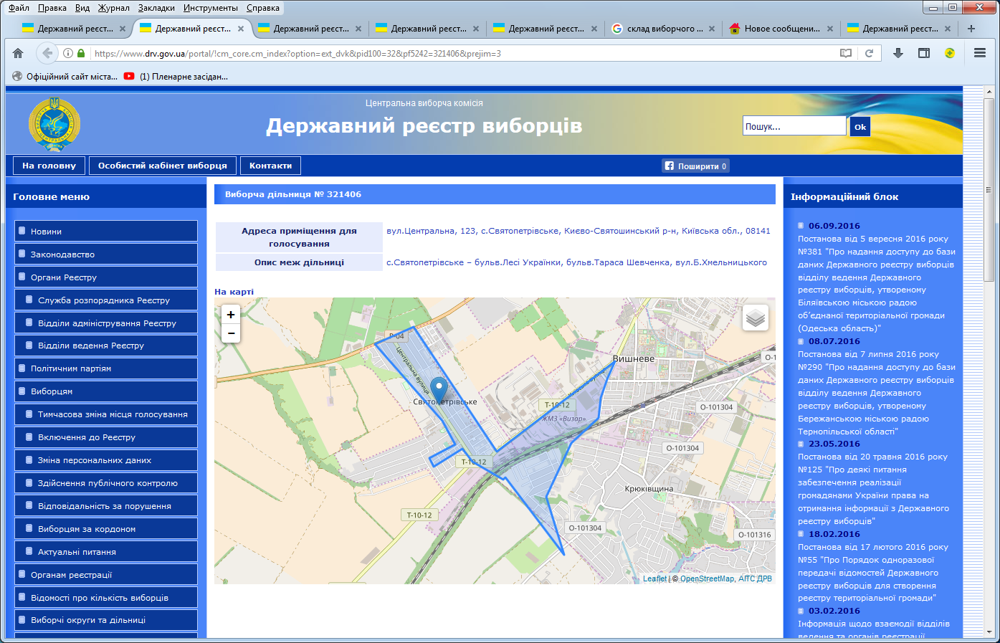 Файл Правка Вид Журнал Закладки Инструменты Справка
Державний реєст... Державний реєст... Державний реєст... Державний реєст... Державний реєст... склад виборчого ... Новое сообщени... Державний реєст...
https://www.drv.gov.ua/portal/!cm_core.cm_index?option=ext_dvk&pid100=32&pf5242=321406&prejim=3
Офіційний сайт міста... (1) Пленарне засідан...
Центральна виборча комісія
Державний реєстр виборців
Пошук...
Ok
На головну
Особистий кабінет виборця
Контакти
Поширити 0
Головне меню
Новини
Законодавство
Органи Реєстру
Служба розпорядника Реєстру
Відділи адміністрування Реєстру
Відділи ведення Реєстру
Політичним партіям
Виборцям
Тимчасова зміна місця голосування
Включення до Реєстру
Зміна персональних даних
Здійснення публічного контролю
Відповідальність за порушення
Виборцям за кордоном
Актуальні питання
Органам реєстрації
Відомості про кількість виборців
Виборчі округи та дільниці
Виборча дільниця № 321406
Адреса приміщення для
голосування
вул.Центральна, 123, с.Святопетрівське, Києво-Святошинський р-н, Київська обл., 08141
Опис меж дільниці
с.Святопетрівське – бульв.Лесі Українки, бульв.Тараса Шевченка, вул.Б.Хмельницького
На карті
+
−
Р-04
Центральна вулиця
Святопетрівське
Вишневе
О-1
Т-10-12
ЖМЗ «Визар»
О-101304
О-101304
Т-10-12
Крюківщина
Т-10-12
О-101304
О-101316
Leaflet | © OpenStreetMap, АІТС ДРВ
Інформаційний блок
06.09.2016
Постанова від 5 вересня 2016 року
№381 "Про надання доступу до бази
даних Державного реєстру виборців
відділу ведення Державного
реєстру виборців, утвореному
Біляївською міською радою
об’єднаної територіальної громади
(Одеська область)"
08.07.2016
Постанова від 7 липня 2016 року
№290 "Про надання доступу до бази
даних Державного реєстру виборців
відділу ведення Державного
реєстру виборців, утвореному
Бережанською міською радою
Тернопільської області"
23.05.2016
Постанова від 20 травня 2016 року
№125 "Про деякі питання
забезпечення реалізації
громадянами України права на
отримання інформації з Державного
реєстру виборців"
18.02.2016
Постанова від 17 лютого 2016 року
№55 "Про Порядок одноразової
передачі відомостей Державного
реєстру виборців для створення
реєстру територіальної громади"
03.02.2016
Інформація щодо взаємодії відділів
ведення та органів реєстрації